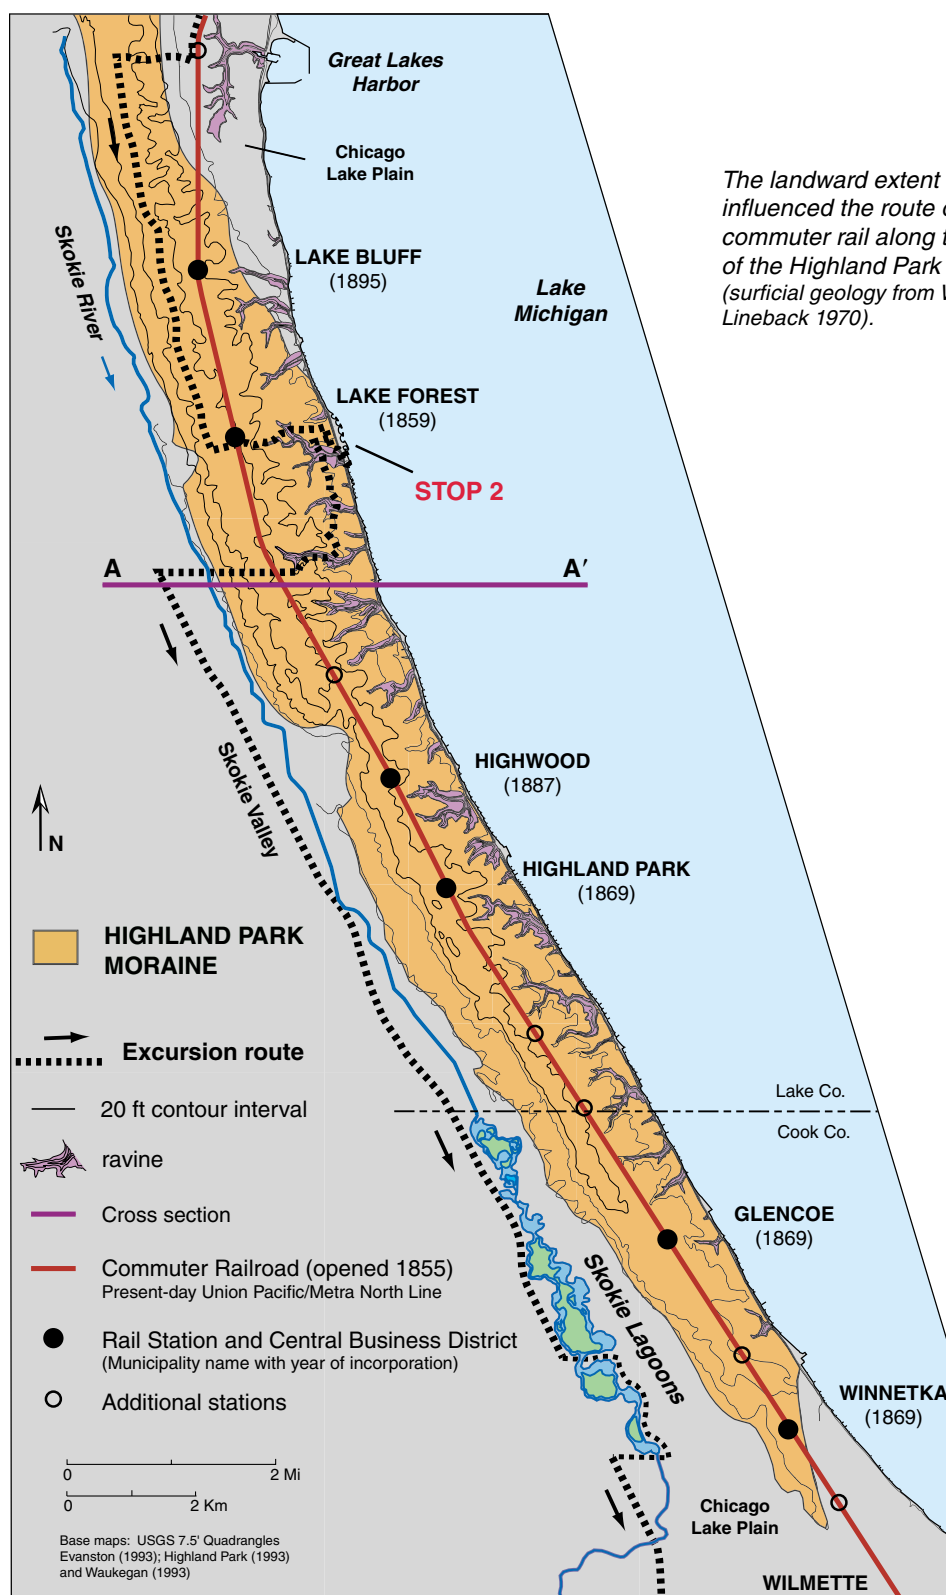 Great Lakes
Harbor
Chicago
Lake Plain
The landward extent
influenced the route
commuter rail along
of the Highland Park
(surficial geology from
Lineback 1970).
Skokie River
LAKE BLUFF
(1895)
Lake
Michigan
LAKE FOREST
(1859)
STOP 2
A
A′
Skokie Valley
HIGHWOOD
(1887)
N
HIGHLAND PARK
(1869)
HIGHLAND PARK
MORAINE
Excursion route
20 ft contour interval
Lake Co.
Cook Co.
ravine
Cross section
GLENCOE
(1869)
Commuter Railroad (opened 1855)
Present-day Union Pacific/Metra North Line
Skokie Lagoons
Rail Station and Central Business District
(Municipality name with year of incorporation)
Additional stations
WINNETKA
(1869)
0 2 Mi
0 2 Km
Chicago
Lake Plain
Base maps: USGS 7.5' Quadrangles
Evanston (1993); Highland Park (1993)
and Waukegan (1993)
WILMETTE